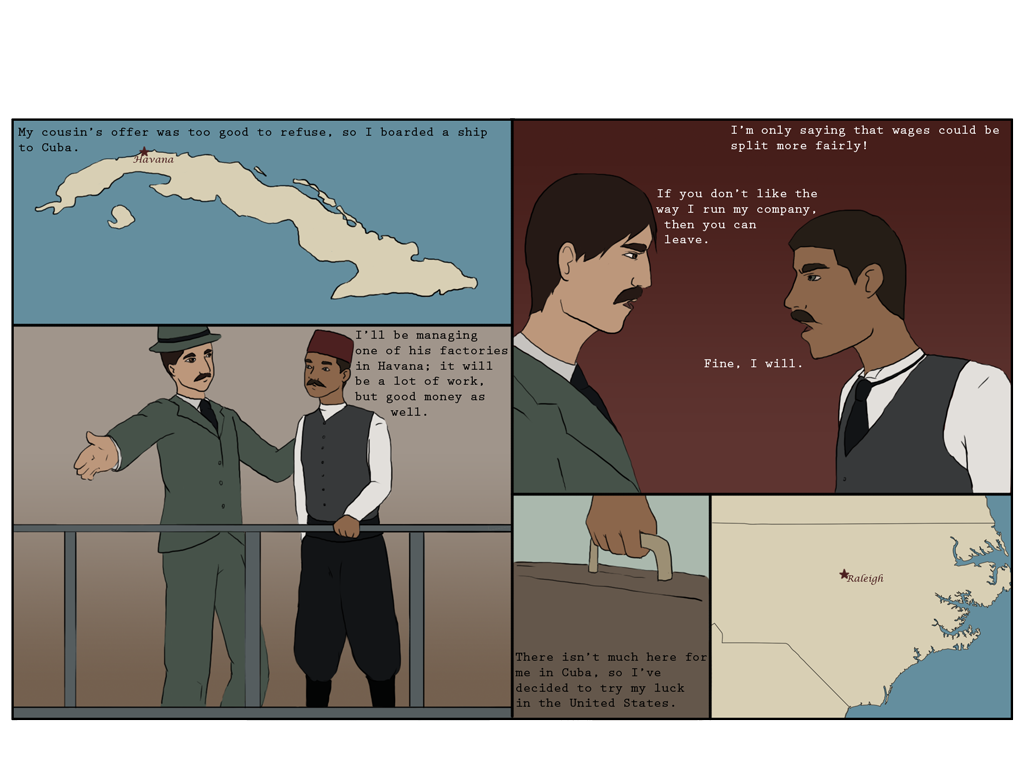 My cousin's offer was too good to refuse, so I boarded a ship
to Cuba.
Havana
I'll be managing
one of his factories
in Havana; it will
be a lot of work,
but good money as
well.
I'm only saying that wages could be
split more fairly!
If you don't like the
way I run my company,
then you can
leave.
Fine, I will.
There isn't much here for
me in Cuba, so I've
decided to try my luck
in the United States.
Raleigh